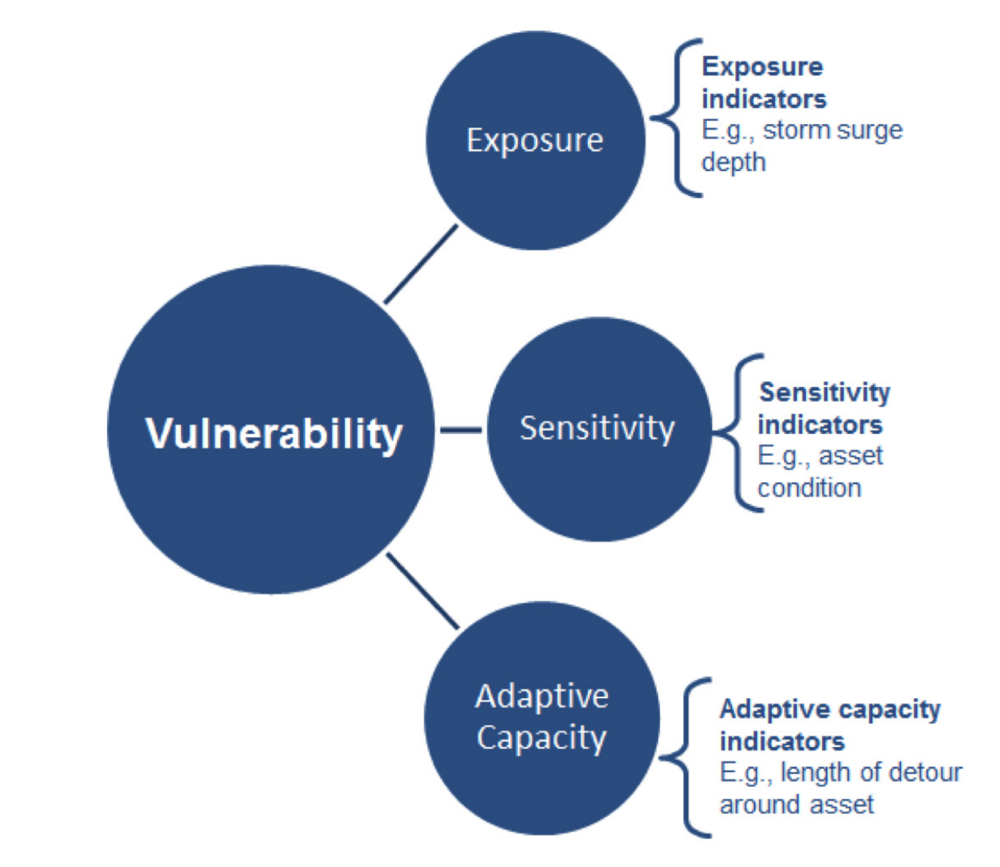 Exposure
Exposure
indicators
E.g., storm surge
depth
Vulnerability
Sensitivity
Sensitivity
indicators
E.g., asset
condition
Adaptive
Capacity
Adaptive capacity
indicators
E.g., length of detour
around asset